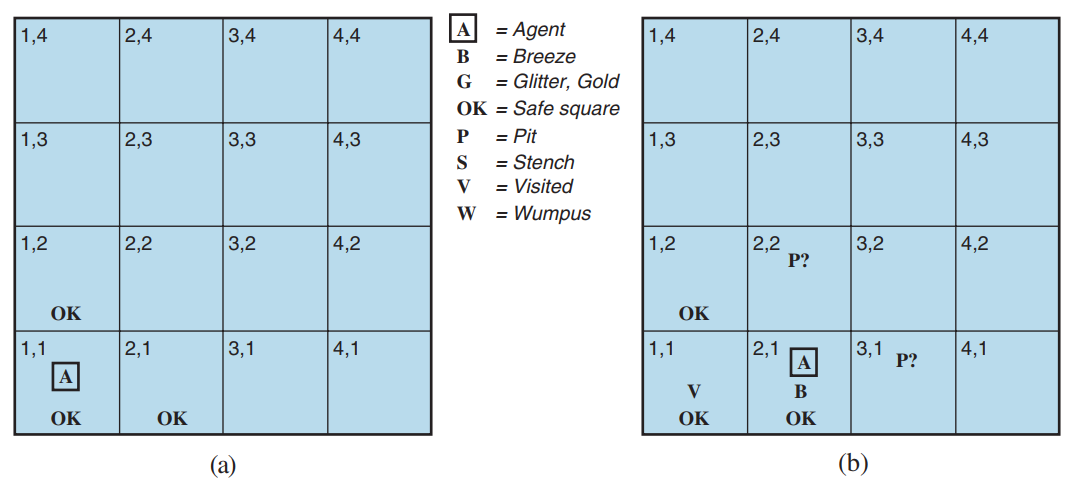 1,4 2,4 3,4 4,4
1,3 2,3 3,3 4,3
1,2 2,2 3,2 4,2
OK
1,1 2,1 3,1 4,1
A
OK OK
(a)
A = Agent
B = Breeze
G = Glitter, Gold
OK = Safe square
P = Pit
S = Stench
V = Visited
W = Wumpus
1,4 2,4 3,4 4,4
1,3 2,3 3,3 4,3
1,2 2,2 3,2 4,2
P?
OK
1,1 2,1 3,1 4,1
A P?
V B
OK OK
(b)